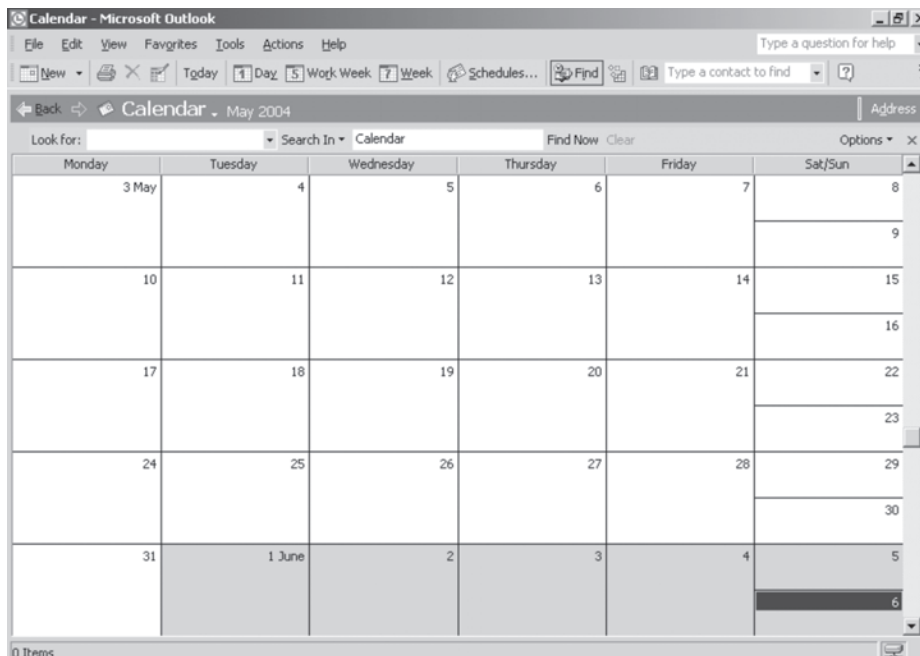 Calendar - Microsoft Outlook
File Edit View Favorites Tools Actions Help Type a question for help
New Today 1 Day 5 Work Week 7 Week Schedules... Find Type a contact to find
Back Calendar . May 2004 Address
Look for: Search In Calendar Find Now Clear Options
Monday Tuesday Wednesday Thursday Friday Sat/Sun
3 May 4 5 6 7 8
9
10 11 12 13 14 15
16
17 18 19 20 21 22
23
24 25 26 27 28 29
30
31 1 June 2 3 4 5
6
0 Items